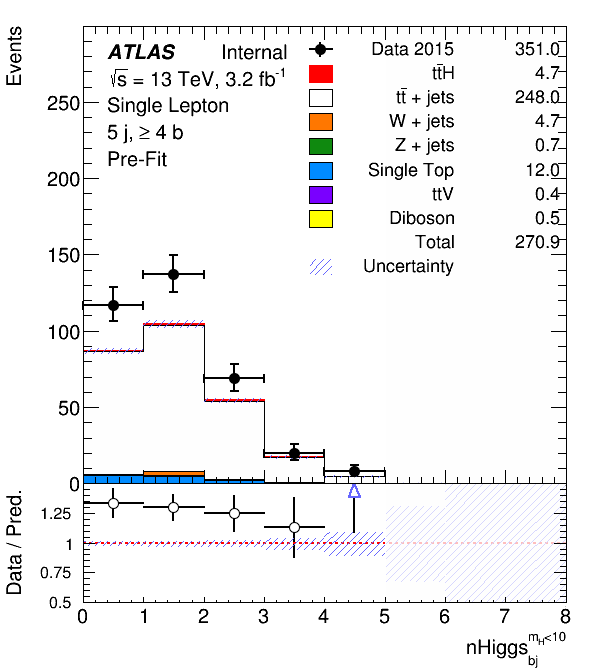 Events
ATLAS Internal
√s = 13 TeV, 3.2 fb⁻¹
Single Lepton
5 j, ≥ 4 b
Pre-Fit
Data 2015 351.0
tt̄H 4.7
tt̄ + jets 248.0
W + jets 4.7
Z + jets 0.7
Single Top 12.0
ttV 0.4
Diboson 0.5
Total 270.9
Uncertainty
250
200
150
100
50
0
Data / Pred.
1.25
1
0.75
0.5
0 1 2 3 4 5 6 7 8
nHiggs_bj^m_H<10